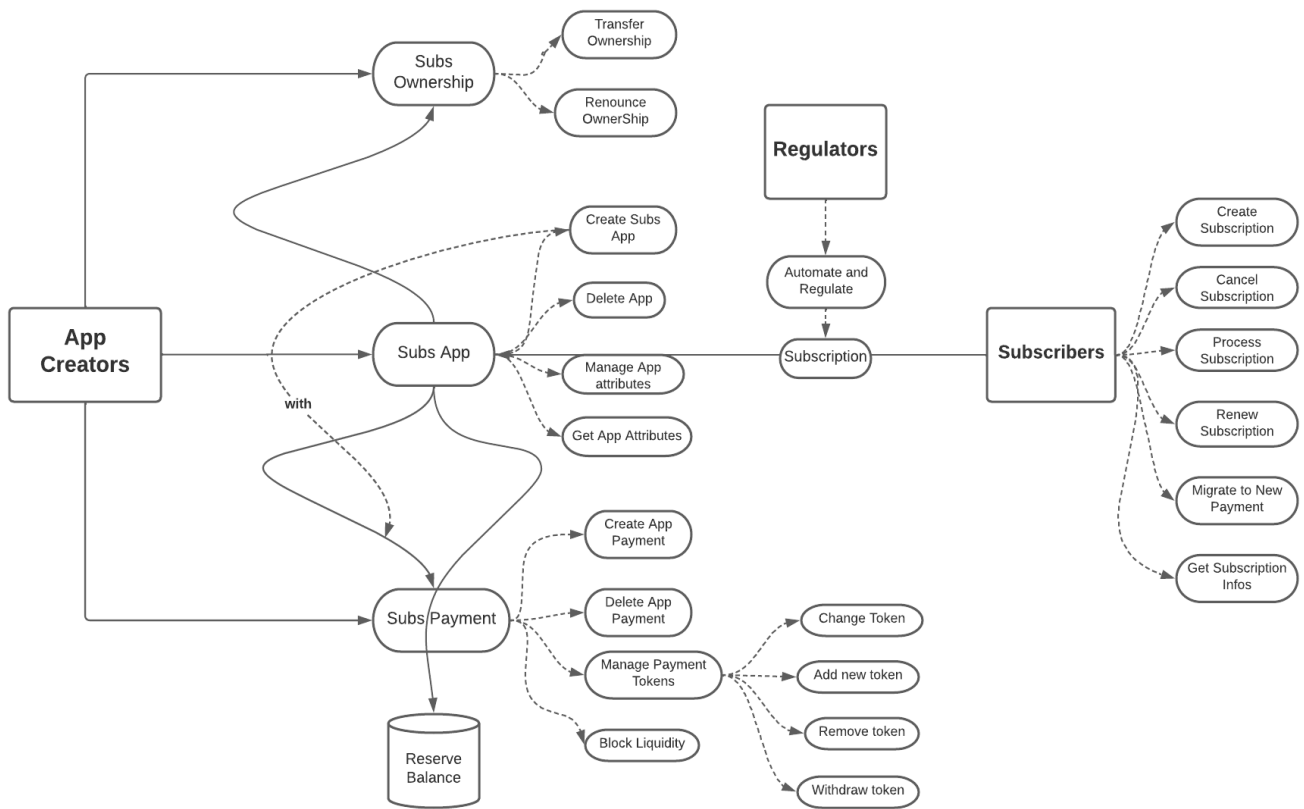 Transfer
Ownership
Subs
Ownership
Renounce
OwnerShip
Regulators
Create Subs
App
Create
Subscription
Automate and
Regulate
Cancel
Subscription
Delete App
App
Creators
Subs App
Subscription
Subscribers
Process
Subscription
Manage App
attributes
with
Get App Attributes
Renew
Subscription
Migrate to New
Payment
Create App
Payment
Get Subscription
Infos
Subs Payment
Delete App
Payment
Change Token
Manage Payment
Tokens
Add new token
Block Liquidity
Remove token
Reserve
Balance
Withdraw token